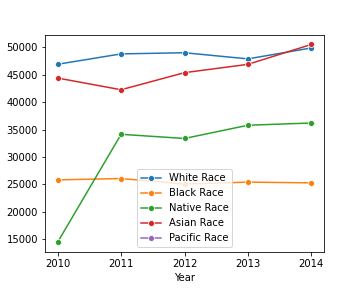 50000
45000
40000
35000
30000
25000
20000
15000
White Race
Black Race
Native Race
Asian Race
Pacific Race
2010 2011 2012 2013 2014
Year